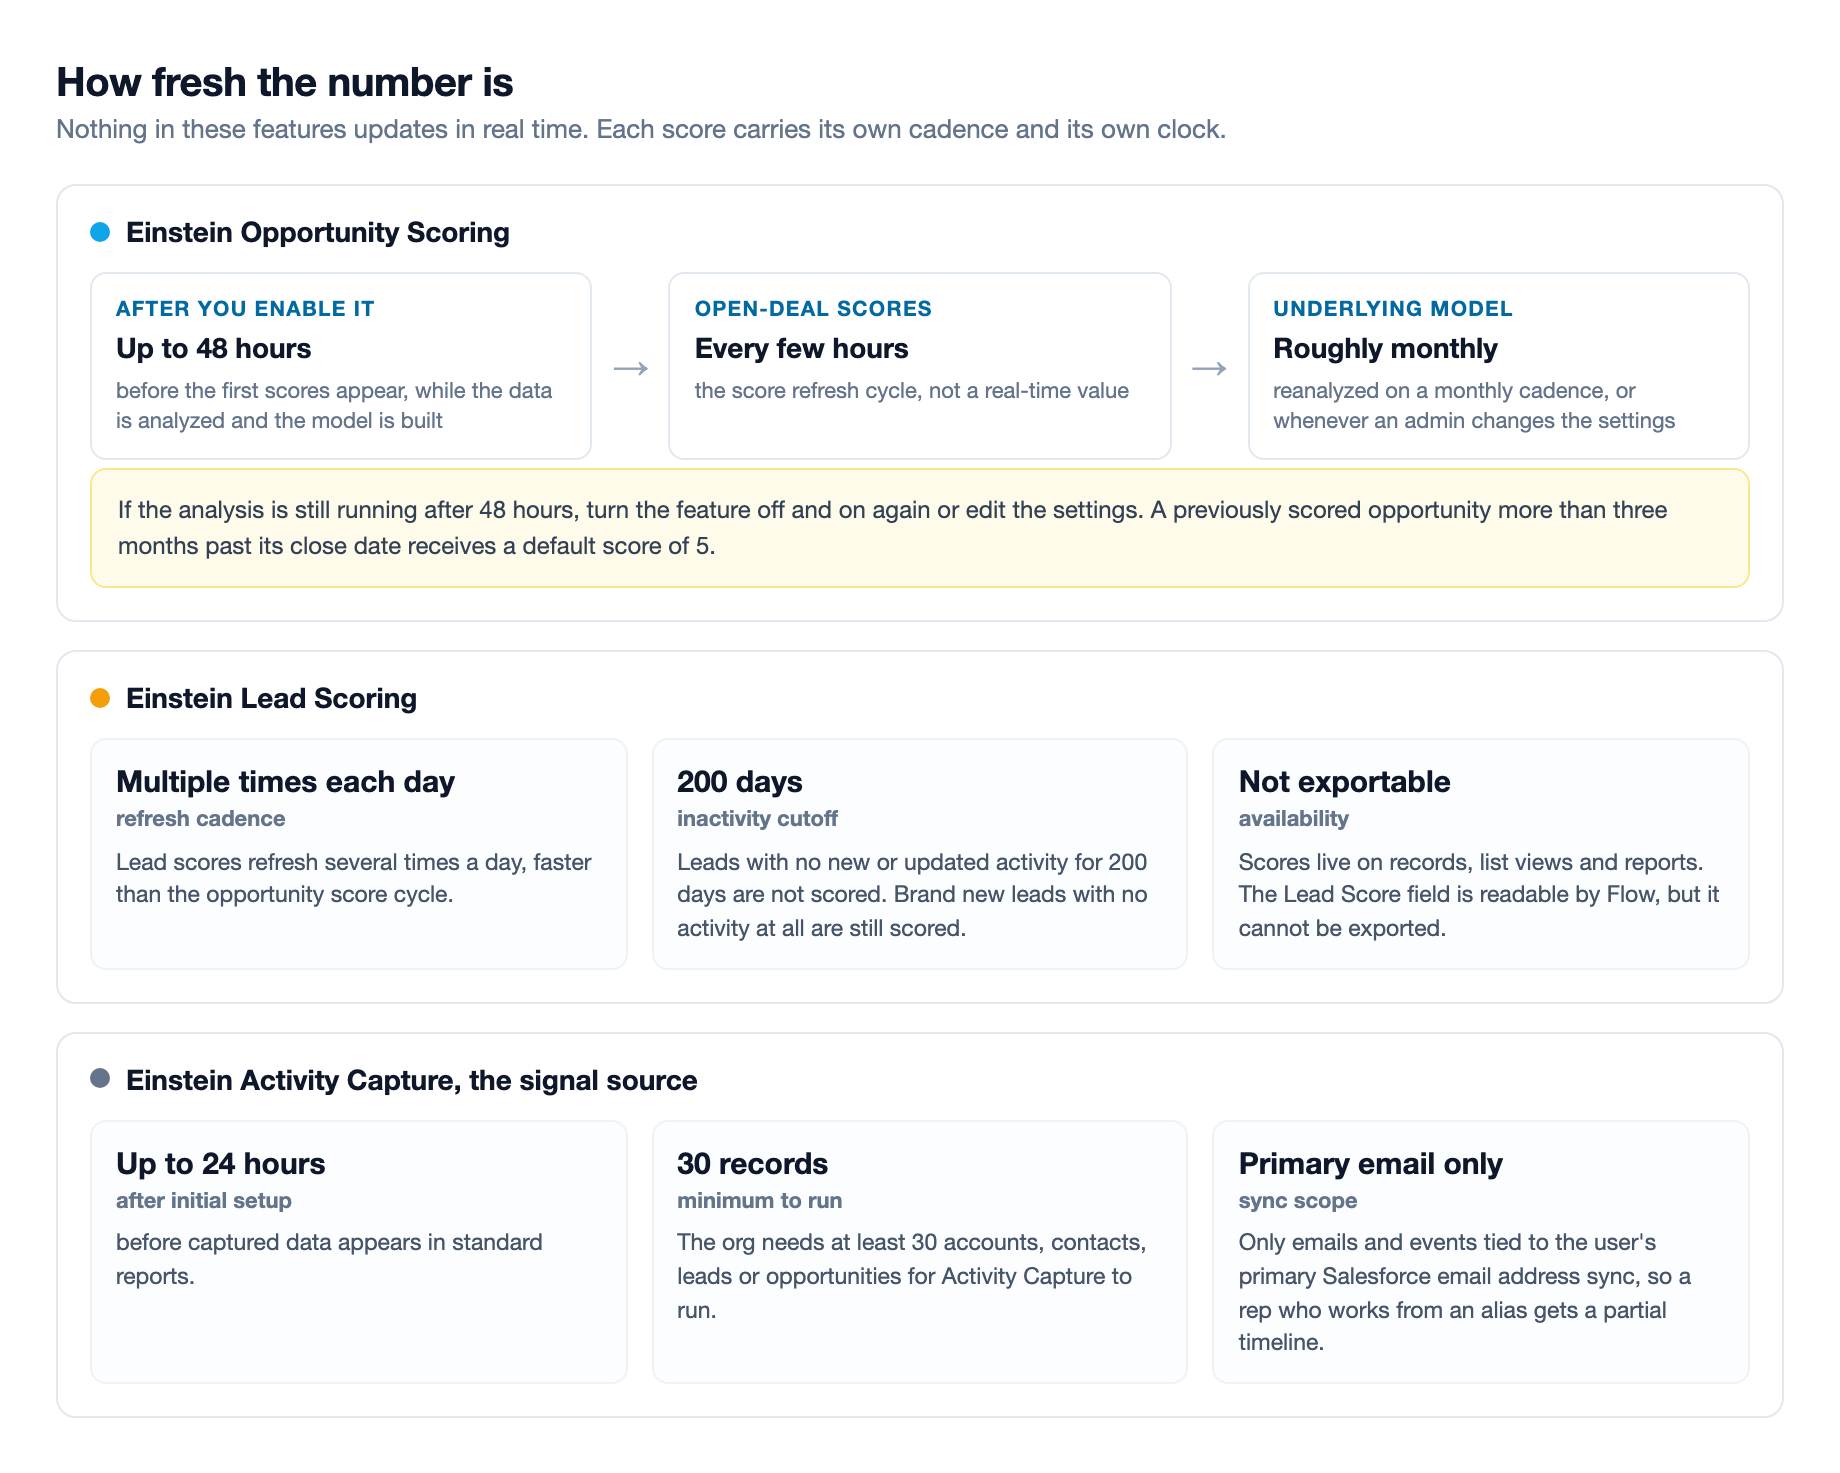 How fresh the number is
Nothing in these features updates in real time. Each score carries its own cadence and its own clock.
Einstein Opportunity Scoring
AFTER YOU ENABLE IT
Up to 48 hours
before the first scores appear, while the data
is analyzed and the model is built
→
OPEN-DEAL SCORES
Every few hours
the score refresh cycle, not a real-time value
→
UNDERLYING MODEL
Roughly monthly
reanalyzed on a monthly cadence, or
whenever an admin changes the settings
If the analysis is still running after 48 hours, turn the feature off and on again or edit the settings. A previously scored opportunity more than three
months past its close date receives a default score of 5.
Einstein Lead Scoring
Multiple times each day
refresh cadence
Lead scores refresh several times a day, faster
than the opportunity score cycle.
200 days
inactivity cutoff
Leads with no new or updated activity for 200
days are not scored. Brand new leads with no
activity at all are still scored.
Not exportable
availability
Scores live on records, list views and reports.
The Lead Score field is readable by Flow, but it
cannot be exported.
Einstein Activity Capture, the signal source
Up to 24 hours
after initial setup
before captured data appears in standard
reports.
30 records
minimum to run
The org needs at least 30 accounts, contacts,
leads or opportunities for Activity Capture to
run.
Primary email only
sync scope
Only emails and events tied to the user's
primary Salesforce email address sync, so a
rep who works from an alias gets a partial
timeline.